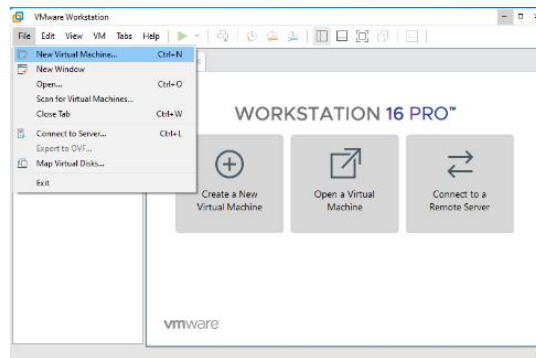 VMware Workstation
File Edit View VM Tabs Help
New Virtual Machine... Ctrl+N
New Window
Open... Ctrl+O
Scan for Virtual Machines...
Close Tab Ctrl+W
Connect to Server... Ctrl+L
Export to OVF...
Map Virtual Disks...
Exit
WORKSTATION 16 PRO™
Create a New
Virtual Machine
Open a Virtual
Machine
Connect to a
Remote Server
vmware